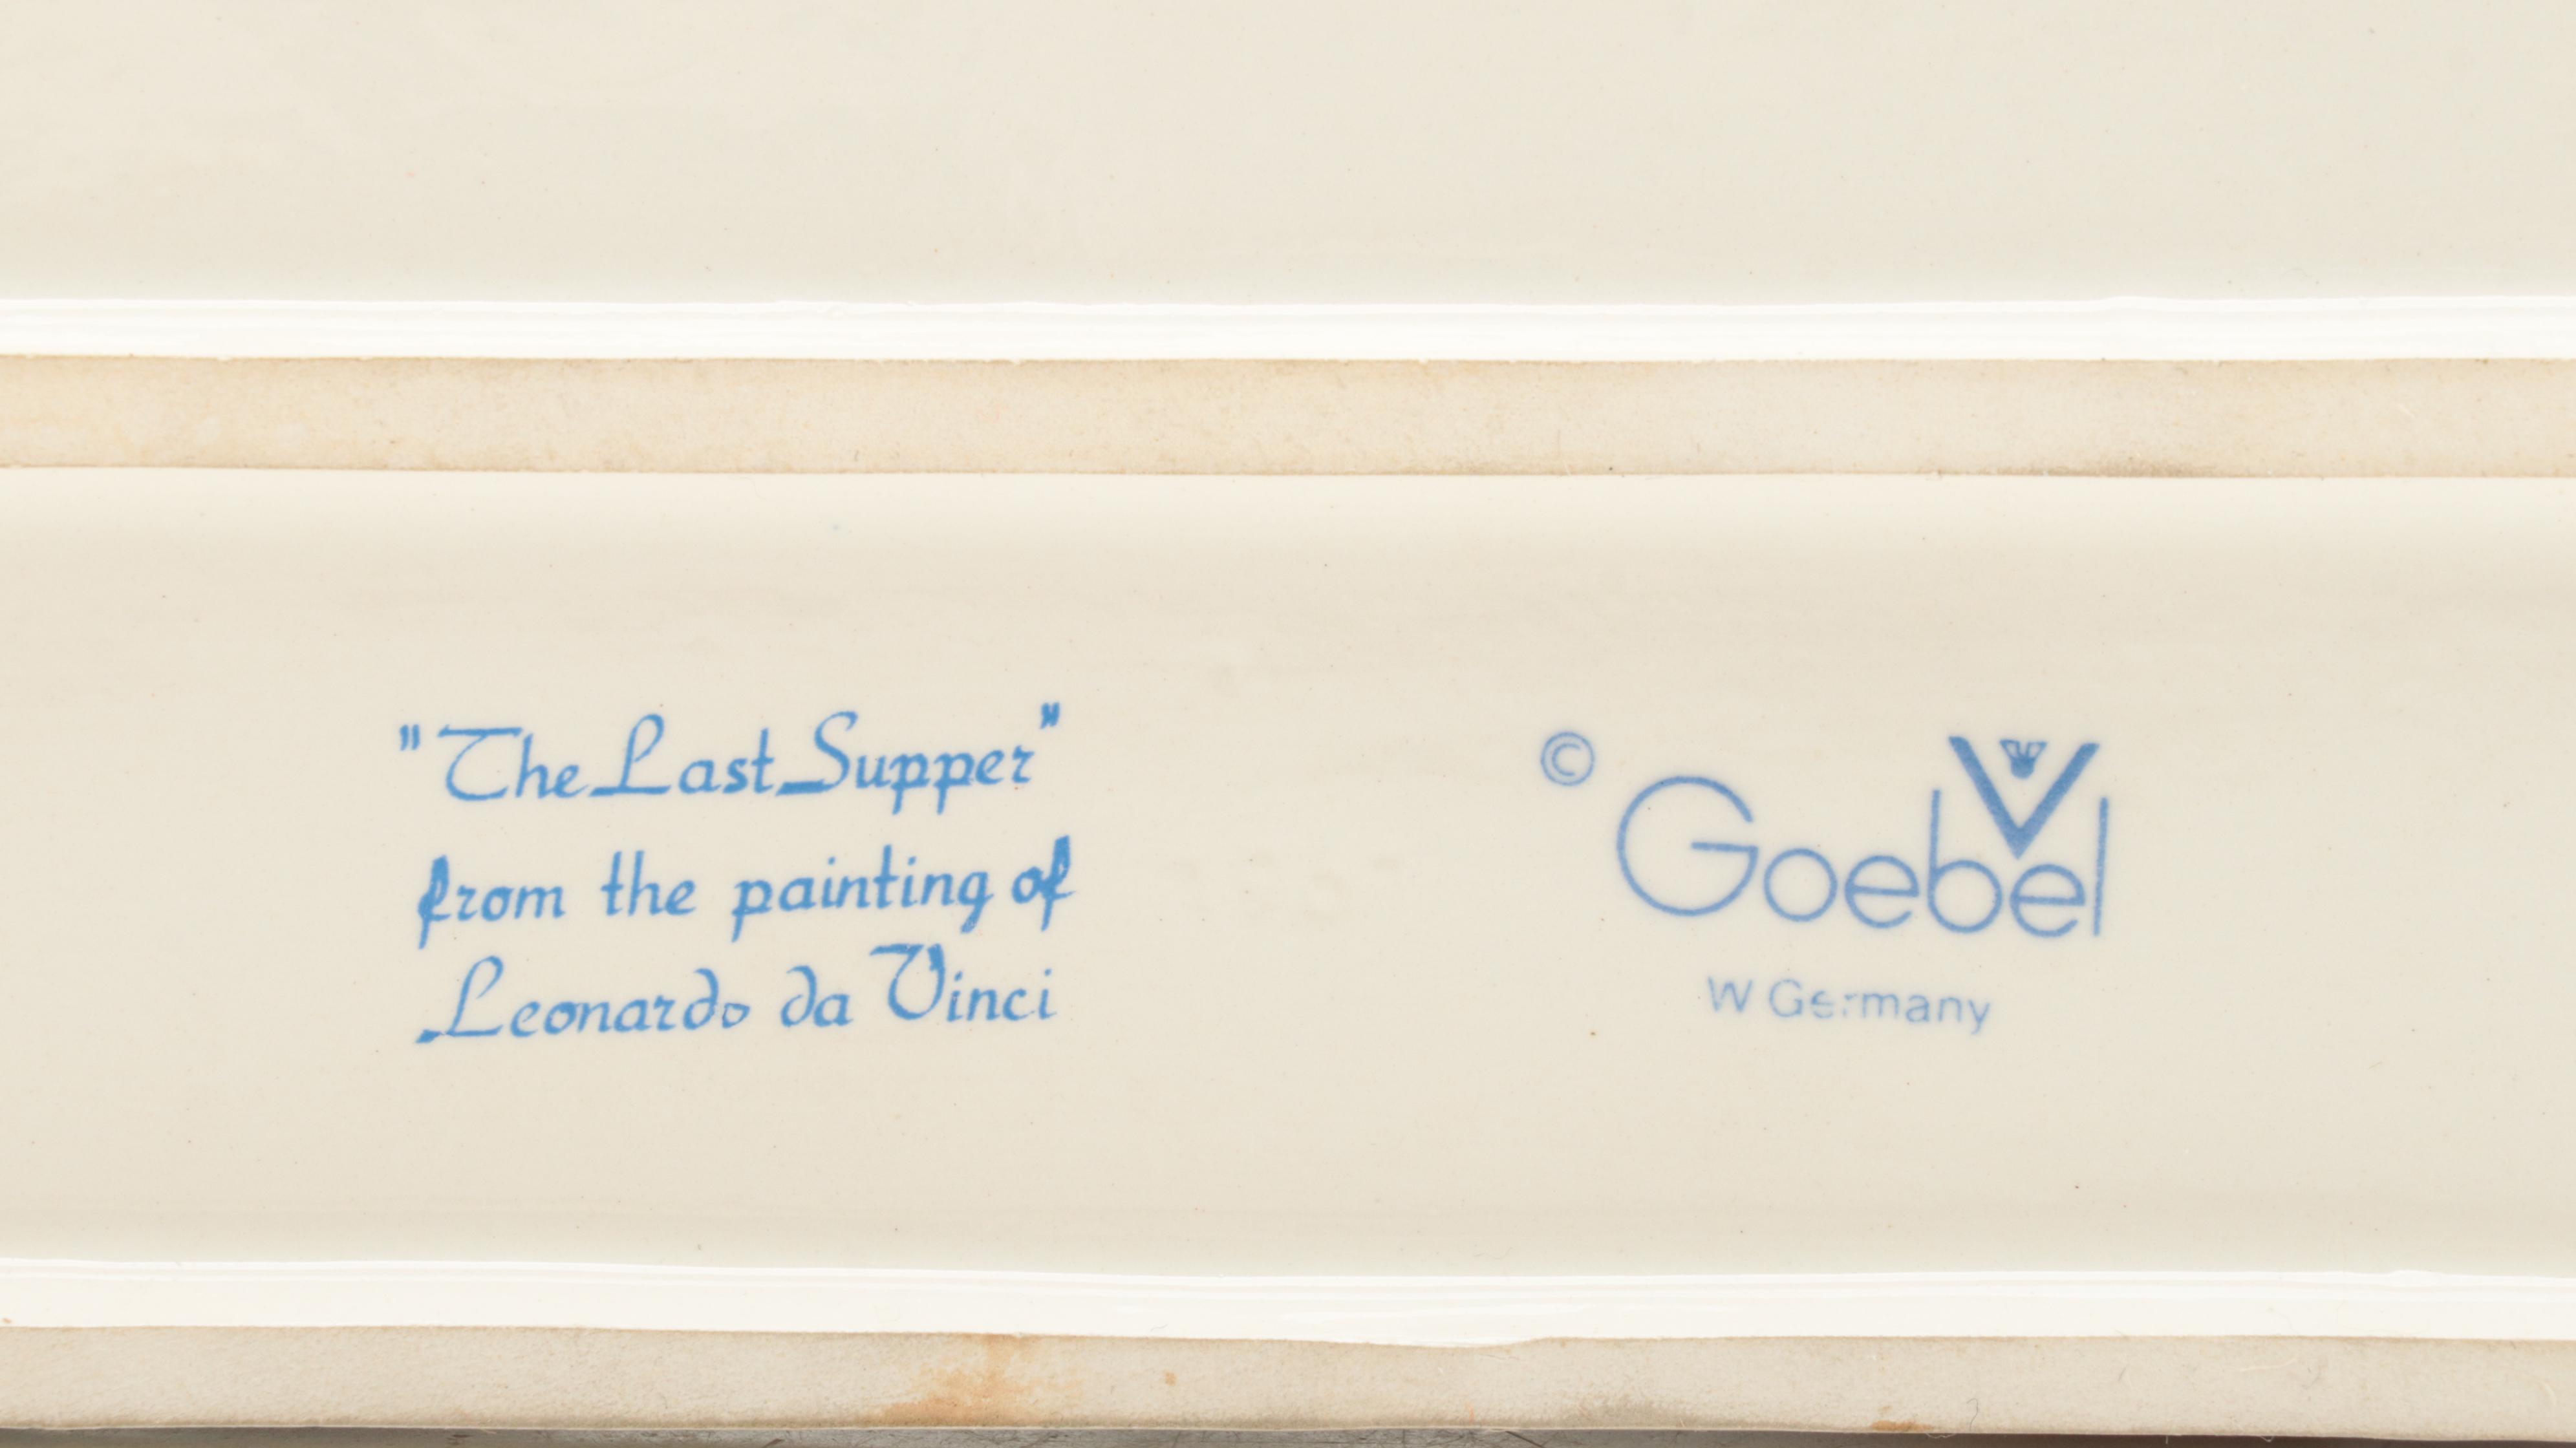 "The Last Supper"
from the painting of
Leonardo da Vinci
© Goebel
W Germany